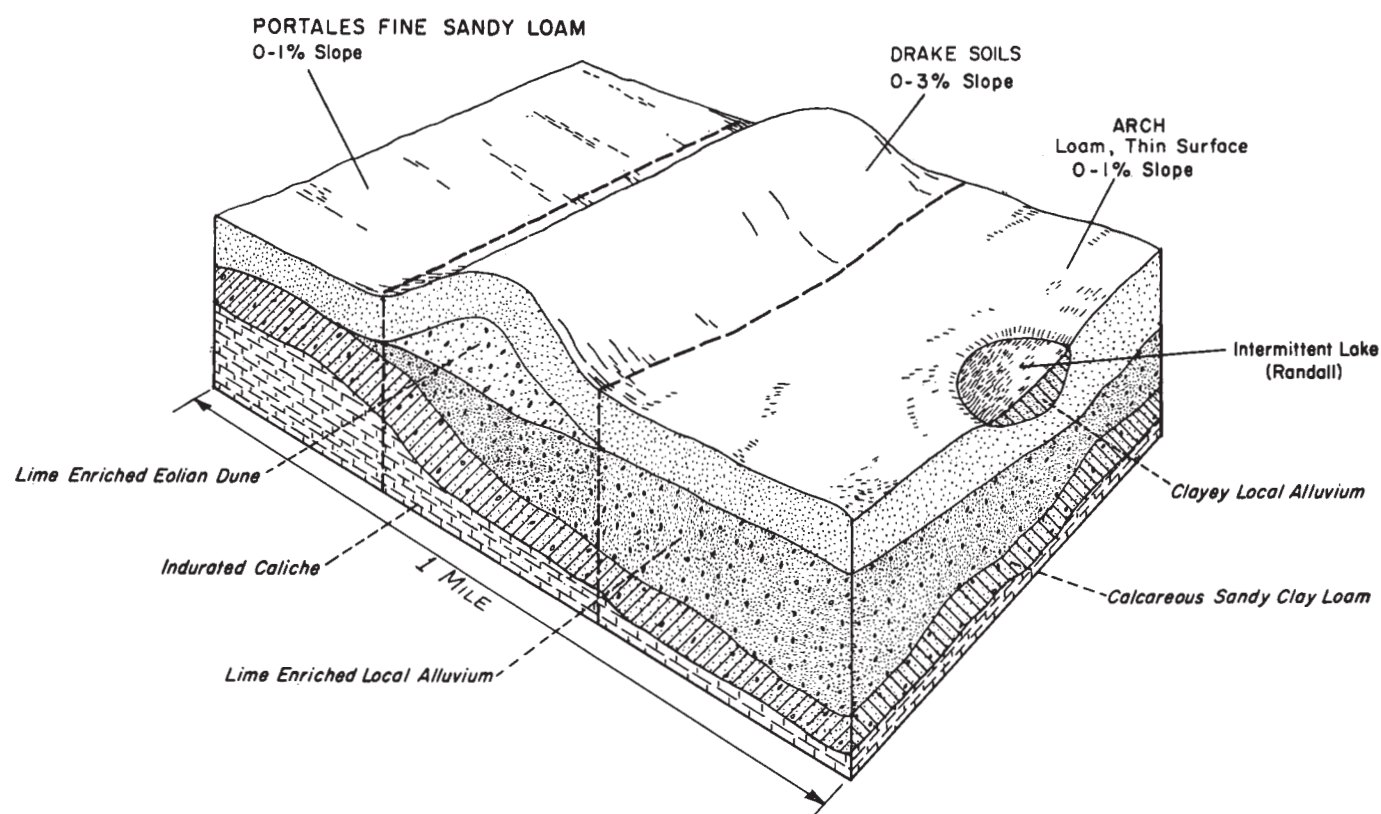 PORTALES FINE SANDY LOAM
0-1% Slope
DRAKE SOILS
0-3% Slope
ARCH
Loam, Thin Surface
0-1% Slope
Intermittent Lake
(Randall)
Lime Enriched Eolian Dune
Clayey Local Alluvium
Indurated Caliche
1 MILE
Calcareous Sandy Clay Loam
Lime Enriched Local Alluvium